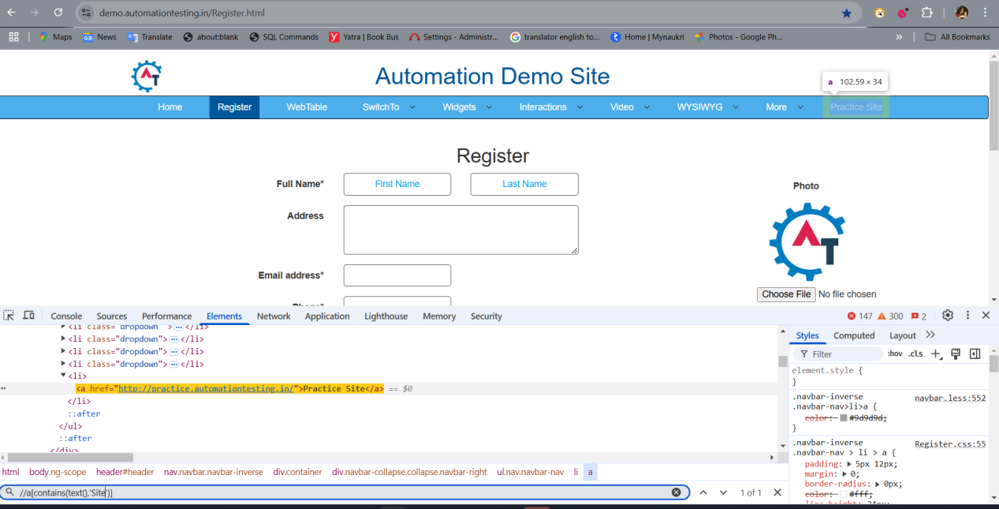 demo.automationtesting.in/Register.html
Maps News Translate about:blank SQL Commands Yatra | Book Bus Settings - Administr... translator english to... Home | Mynaukri Photos - Google Ph... » All Bookmarks
AT
Automation Demo Site
a 102.59 × 34
Home Register WebTable SwitchTo Widgets Interactions Video WYSIWYG More Practice Site
Register
Full Name* First Name Last Name
Photo
Address
AT
Email address*
Phone*
Choose File No file chosen
Console Sources Performance Elements Network Application Lighthouse Memory Security 147 300 2
<li class="dropdown">…</li>
<li class="dropdown">…</li>
<li class="dropdown">…</li>
<li class="dropdown">…</li>
<li>
<a href="http://practice.automationtesting.in/">Practice Site</a> == $0
</li>
::after
</ul>
::after
</div>
html body.ng-scope header#header nav.navbar.navbar-inverse div.container div.navbar-collapse.collapse.navbar-right ul.nav.navbar-nav li a
//a[contains(text(),'Site')] 1 of 1
Styles Computed Layout
Filter :hov .cls
element.style {
}
.navbar-inverse navbar.less:552
.navbar-nav>li>a {
color: #9d9d9d;
}
.navbar-inverse Register.css:55
.navbar-nav > li > a {
padding: 5px 12px;
margin: 0;
border-radius: 0px;
color: #fff;
line-height: 24px;